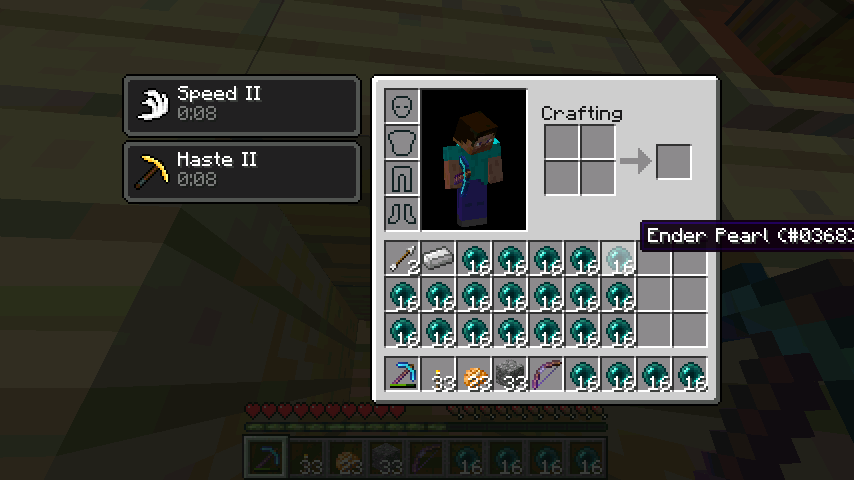 Speed II
0:08
Haste II
0:08
Crafting
Ender Pearl (#0368)
2 16 16 16 16 16
16 16 16 16 16 16 16
16 16 16 16 16 16 16
33 23 33 16 16 16 16
33 23 33 16 16 16 16